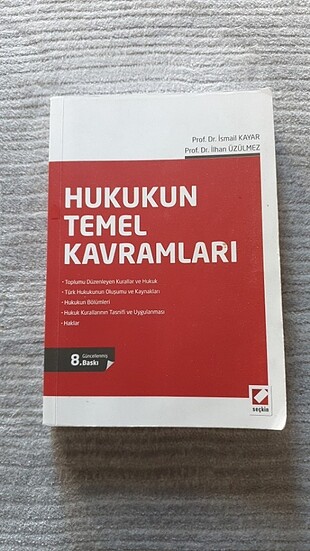 Prof. Dr. İsmail KAYAR
Prof. Dr. İlhan ÜZÜLMEZ
HUKUKUN
TEMEL
KAVRAMLARI
• Toplumu Düzenleyen Kurallar ve Hukuk
• Türk Hukukunun Oluşumu ve Kaynakları
• Hukukun Bölümleri
• Hukuk Kurallarının Tasnifi ve Uygulanması
• Haklar
8. Güncellenmiş
Baskı
seçkin